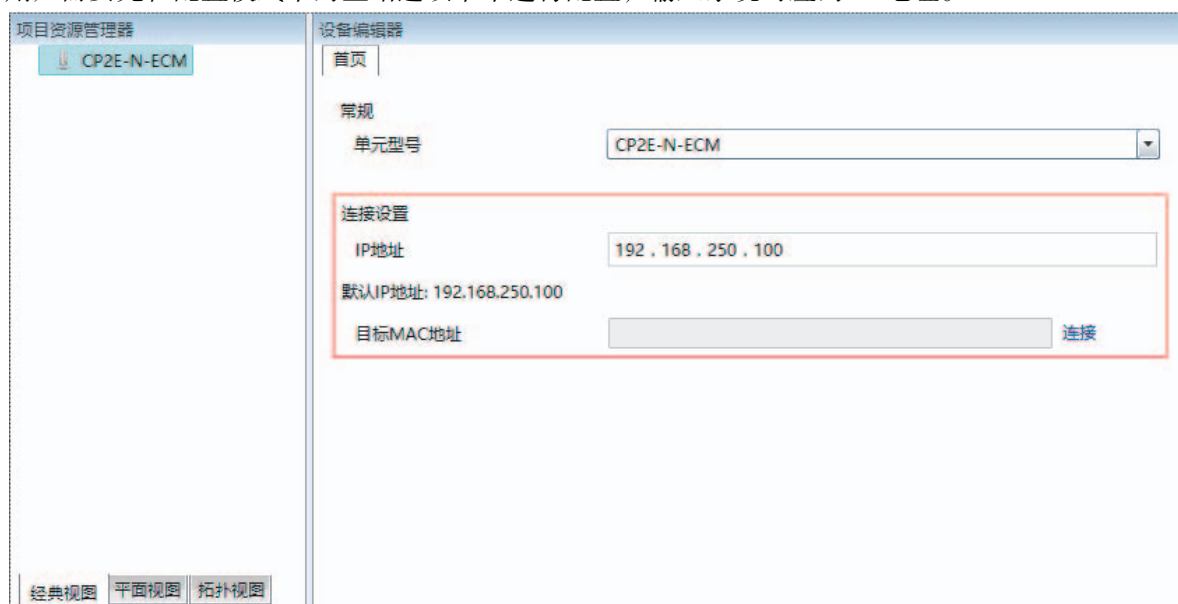 项目资源管理器
CP2E-N-ECM
经典视图
平面视图
拓扑视图
设备编辑器
首页
常规
单元型号
CP2E-N-ECM
连接设置
IP地址
192 . 168 . 250 . 100
默认IP地址: 192.168.250.100
目标MAC地址
连接